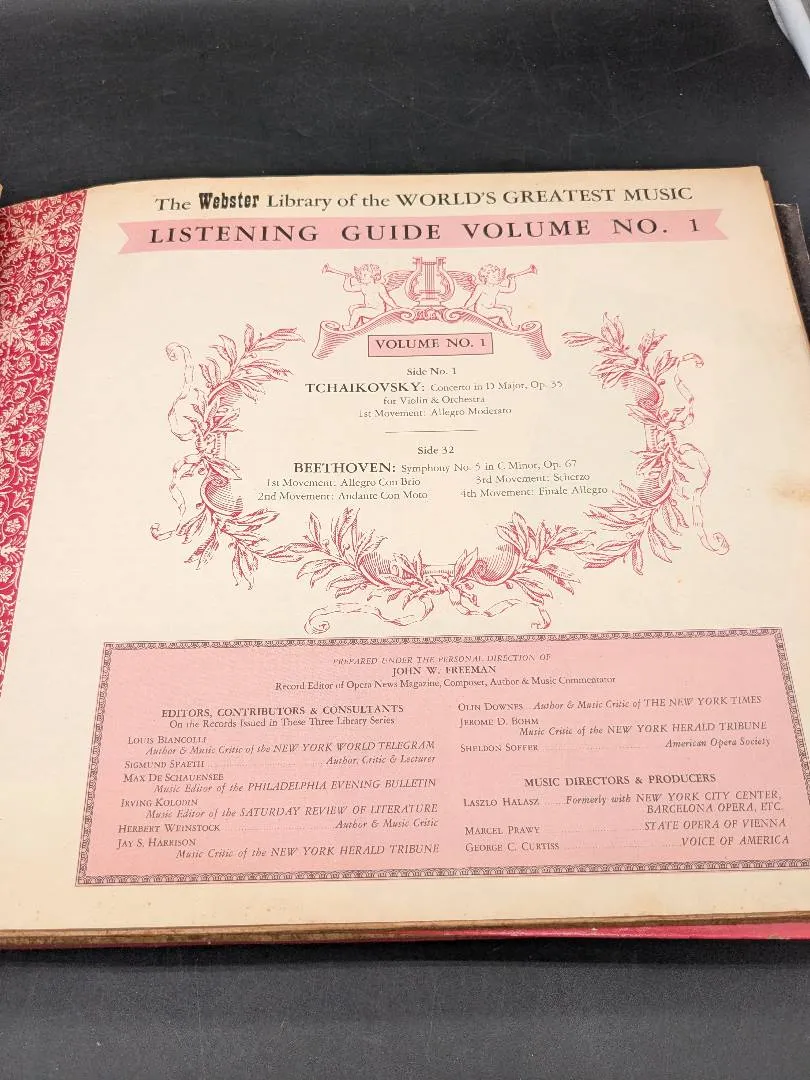 The Webster Library of the WORLD'S GREATEST MUSIC
LISTENING GUIDE VOLUME NO. 1
VOLUME NO. 1
Side No. 1
TCHAIKOVSKY: Concerto in D Major, Op. 35
for Violin & Orchestra
1st Movement: Allegro Moderato
Side 32
BEETHOVEN: Symphony No. 5 in C Minor, Op. 67
1st Movement: Allegro Con Brio
2nd Movement: Andante Con Moto
3rd Movement: Scherzo
4th Movement: Finale Allegro
PREPARED UNDER THE PERSONAL DIRECTION OF
JOHN W. FREEMAN
Record Editor of Opera News Magazine, Composer, Author & Music Commentator
EDITORS, CONTRIBUTORS & CONSULTANTS
On the Records Issued in These Three Library Series
LOUIS BIANCOLLI
Author & Music Critic of the NEW YORK WORLD TELEGRAM
SIGMUND SPAETH ........ Author, Critic & Lecturer
MAX DE SCHAUENSEE
Music Editor of the PHILADELPHIA EVENING BULLETIN
IRVING KOLODIN
Music Editor of the SATURDAY REVIEW OF LITERATURE
HERBERT WEINSTOCK ........ Author & Music Critic
JAY S. HARRISON
Music Critic of the NEW YORK HERALD TRIBUNE
OLIN DOWNES Author & Music Critic of THE NEW YORK TIMES
JEROME D. BOHM
Music Critic of the NEW YORK HERALD TRIBUNE
SHELDON SOFFER ........ American Opera Society
MUSIC DIRECTORS & PRODUCERS
LASZLO HALASZ .... Formerly with NEW YORK CITY CENTER,
BARCELONA OPERA, ETC.
MARCEL PRAWY ........ STATE OPERA OF VIENNA
GEORGE C. CURTISS ........ VOICE OF AMERICA